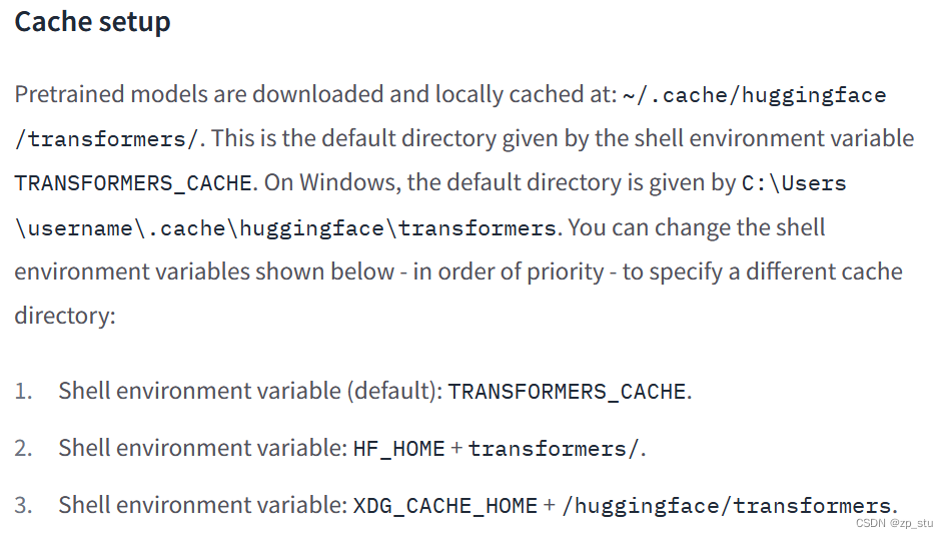 Cache setup
Pretrained models are downloaded and locally cached at: ~/.cache/huggingface
/transformers/. This is the default directory given by the shell environment variable
TRANSFORMERS_CACHE. On Windows, the default directory is given by C:\Users
\username\.cache\huggingface\transformers. You can change the shell
environment variables shown below - in order of priority - to specify a different cache
directory:
1. Shell environment variable (default): TRANSFORMERS_CACHE.
2. Shell environment variable: HF_HOME + transformers/.
3. Shell environment variable: XDG_CACHE_HOME + /huggingface/transformers.
CSDN @zp_stu